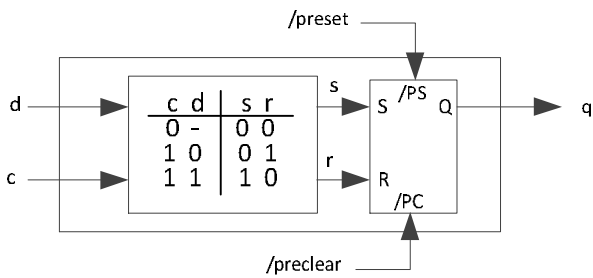 /preset
d
c d s r
0 - 0 0
1 0 0 1
1 1 1 0
s
/PS
S
Q
q
c
r
R
/PC
/preclear